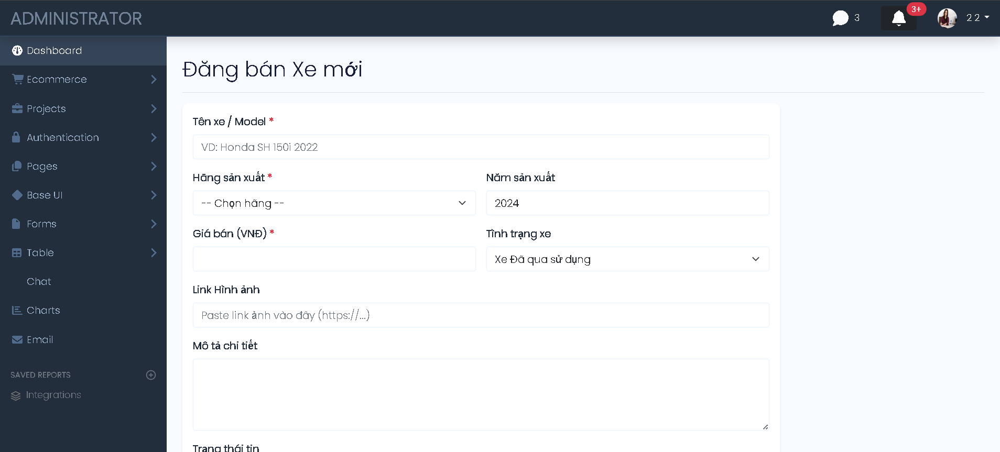 ADMINISTRATOR
3
3+
2 2
Dashboard
Ecommerce
Projects
Authentication
Pages
Base UI
Forms
Table
Chat
Charts
Email
SAVED REPORTS
Integrations
Đăng bán Xe mới
Tên xe / Model *
VD: Honda SH 150i 2022
Hãng sản xuất *
Năm sản xuất
-- Chọn hãng --
2024
Giá bán (VNĐ) *
Tình trạng xe
Xe Đã qua sử dụng
Link Hình ảnh
Paste link ảnh vào đây (https://...)
Mô tả chi tiết
Trạng thái tin